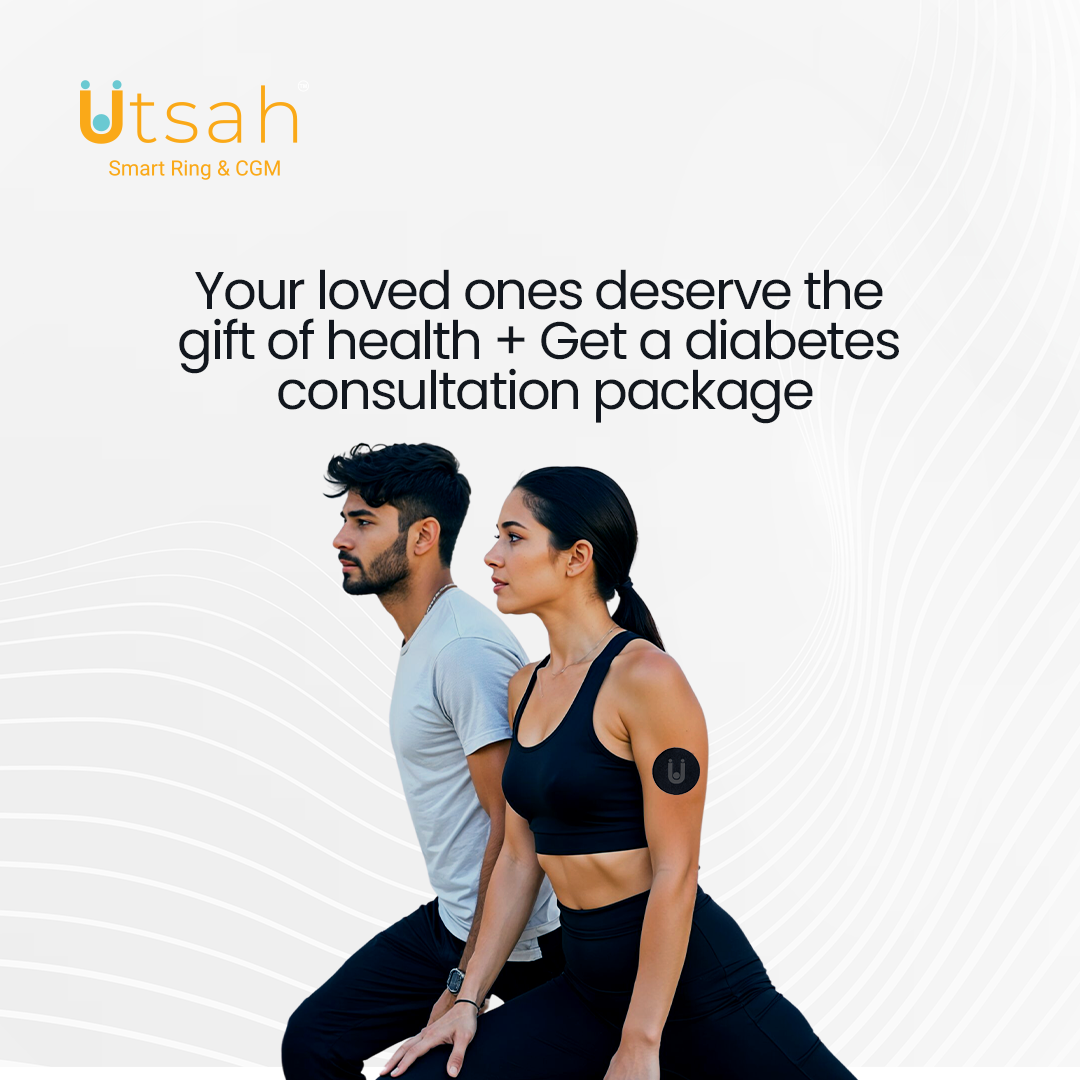 Utsah
Smart Ring & CGM
Your loved ones deserve the
gift of health + Get a diabetes
consultation package